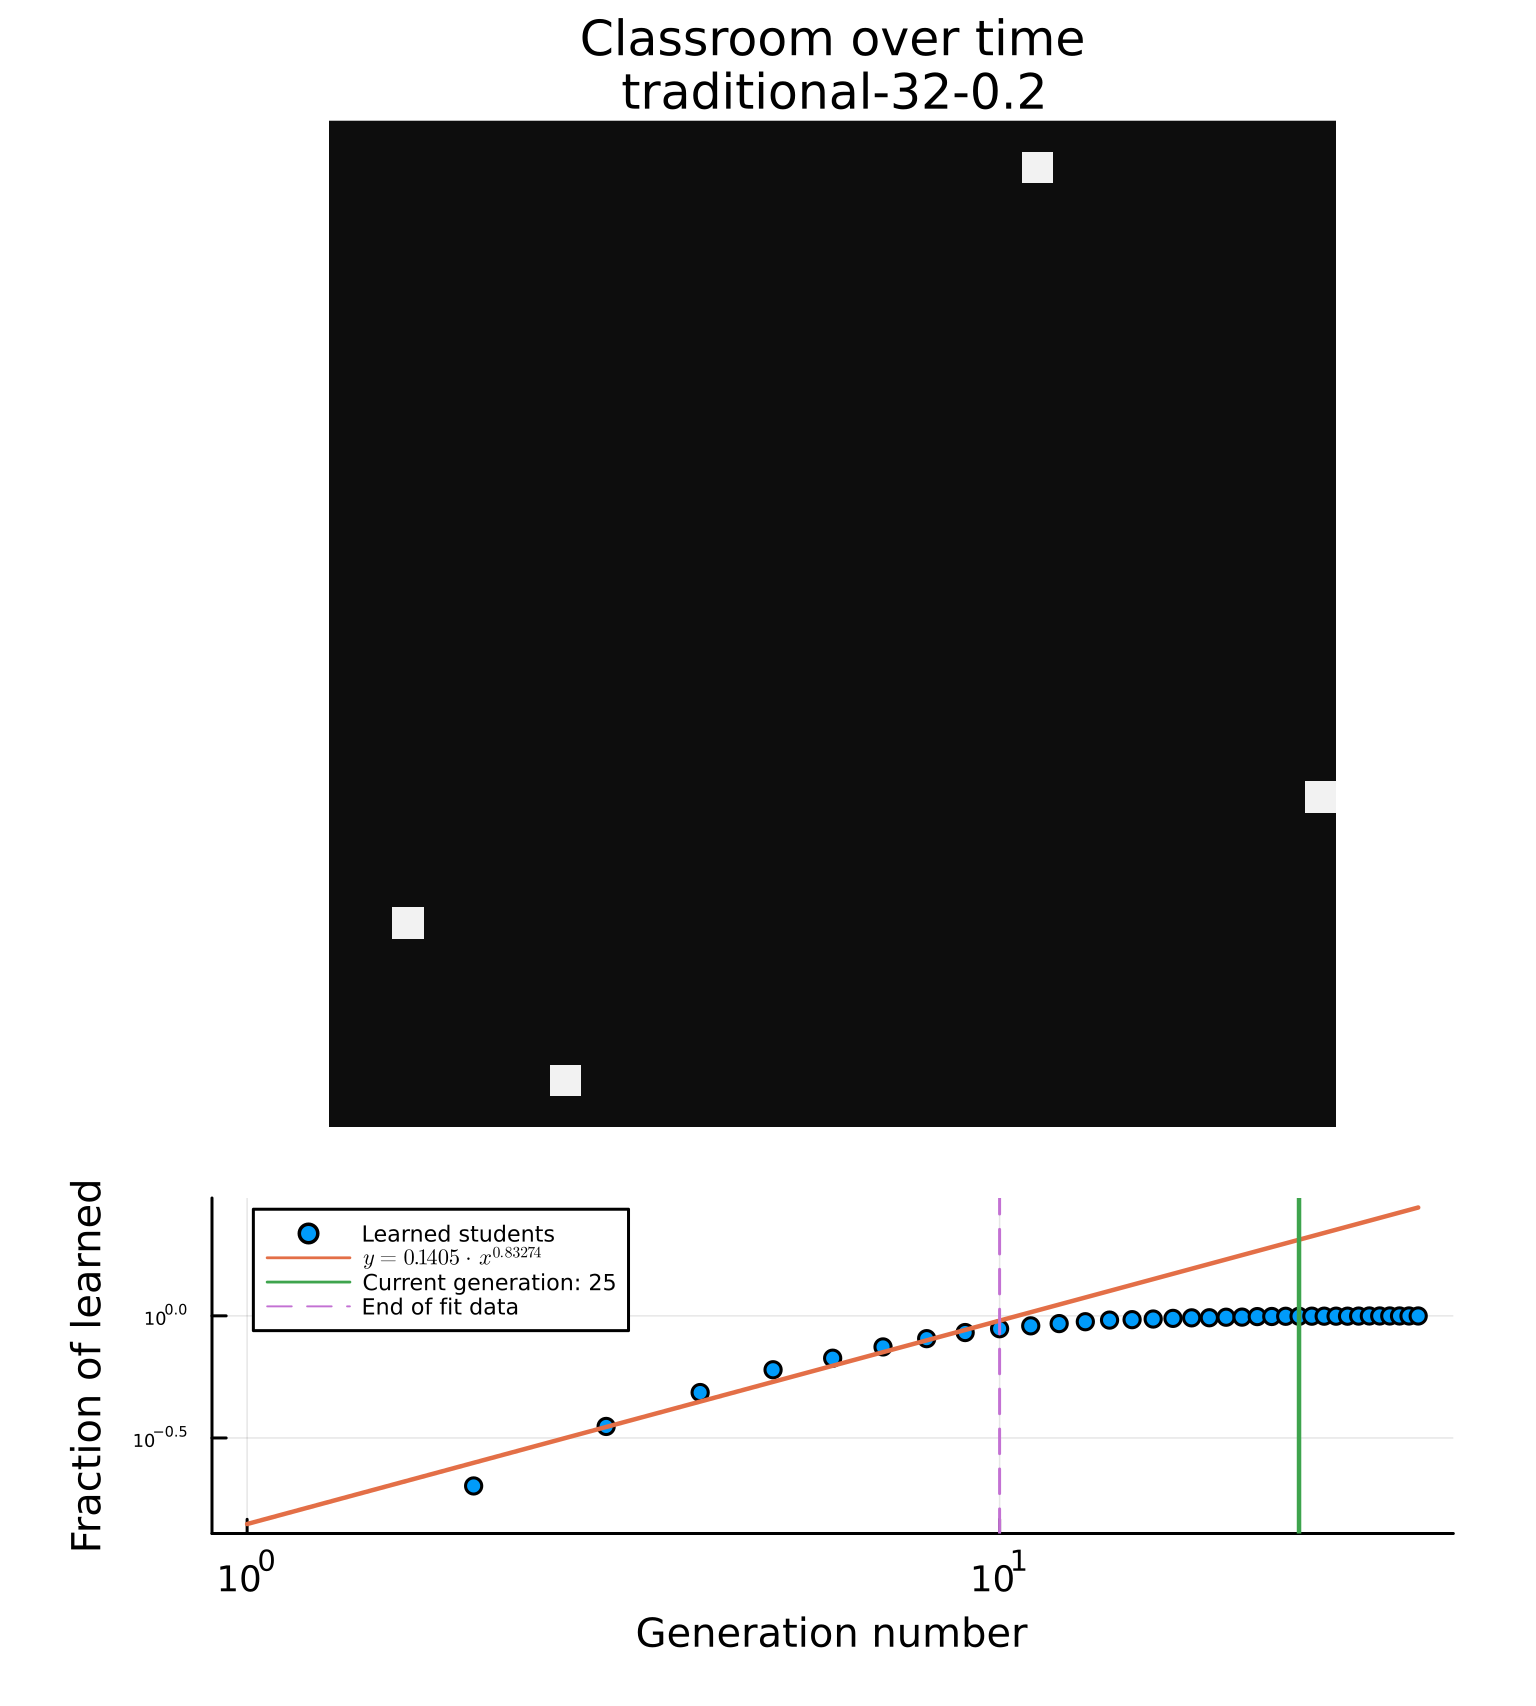 Classroom over time
traditional-32-0.2
Fraction of learned
Learned students
y = 0.1405 · x^0.83274
Current generation: 25
End of fit data
10^0.0
10^−0.5
10^0
10^1
Generation number